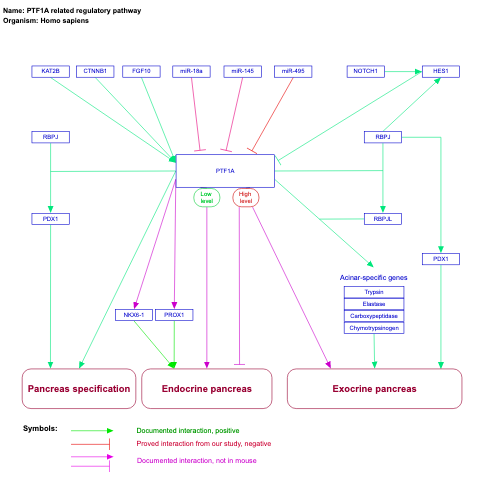 Name: PTF1A related regulatory pathway
Organism: Homo sapiens
KAT2B CTNNB1 FGF10 miR-18a miR-145 miR-495 NOTCH1 HES1
RBPJ RBPJ
PTF1A
Low
level
High
level
PDX1 RBPJL
PDX1
Acinar-specific genes
Trypsin
Elastase
Carboxypeptidase
Chymotrypsinogen
NKX6-1 PROX1
Pancreas specification Endocrine pancreas Exocrine pancreas
Symbols:
Documented interaction, positive
Proved interaction from our study, negative
Documented interaction, not in mouse